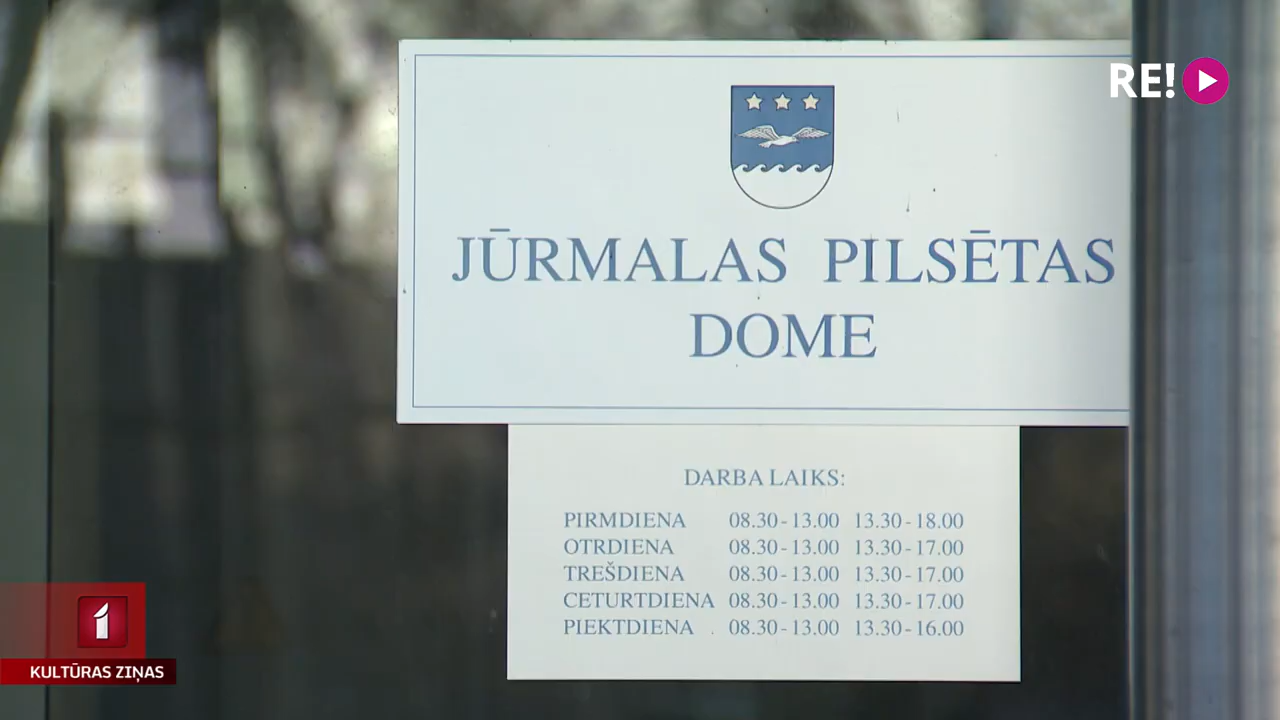 RE!
JŪRMALAS PILSĒTAS
DOME
DARBA LAIKS:
PIRMDIENA 08.30-13.00 13.30-18.00
OTRDIENA 08.30-13.00 13.30-17.00
TREŠDIENA 08.30-13.00 13.30-17.00
CETURTDIENA 08.30-13.00 13.30-17.00
PIEKTDIENA 08.30-13.00 13.30-16.00
1
KULTŪRAS ZIŅAS